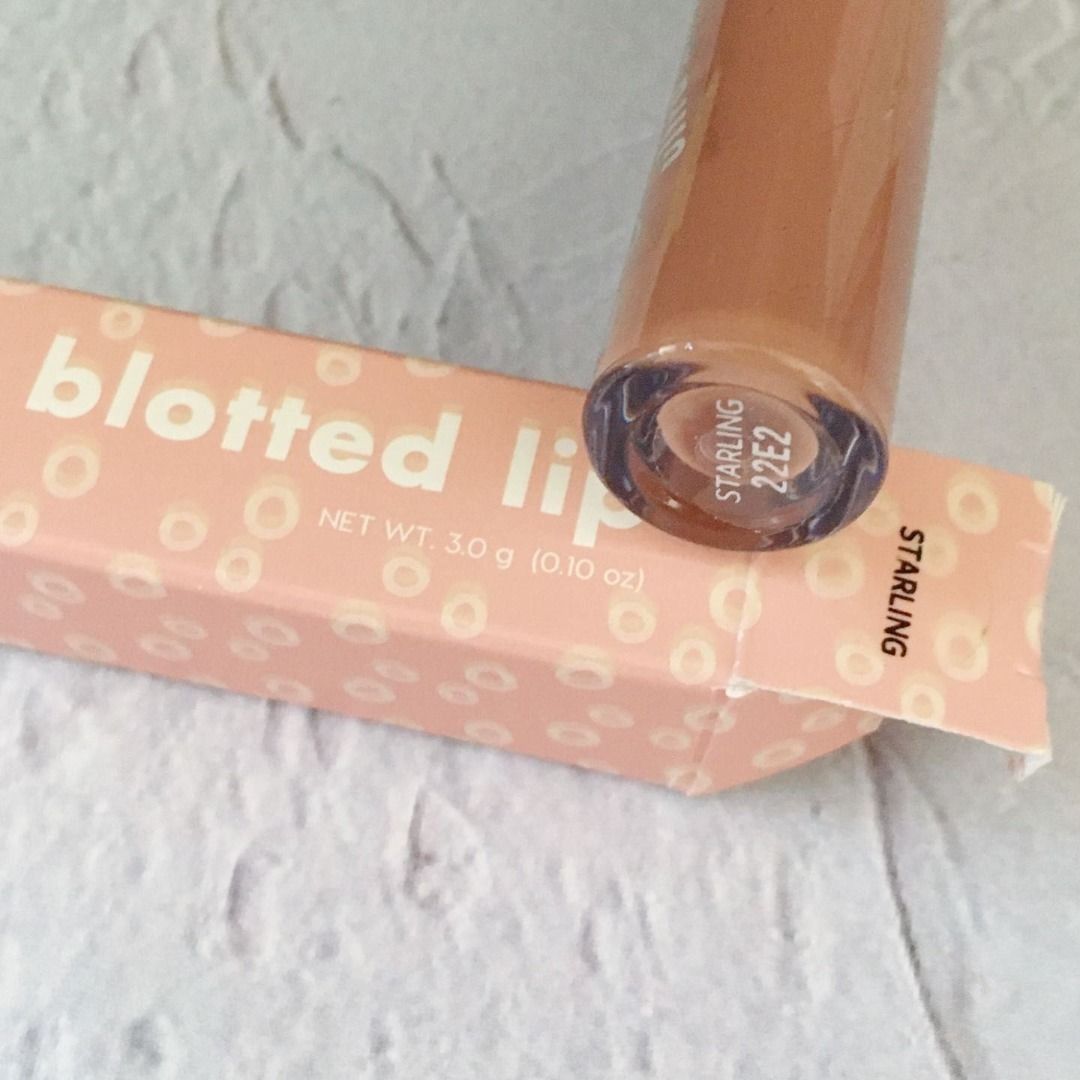 blotted lip
NET WT. 3.0 g (0.10 oz)
STARLING
22E2
STARLING